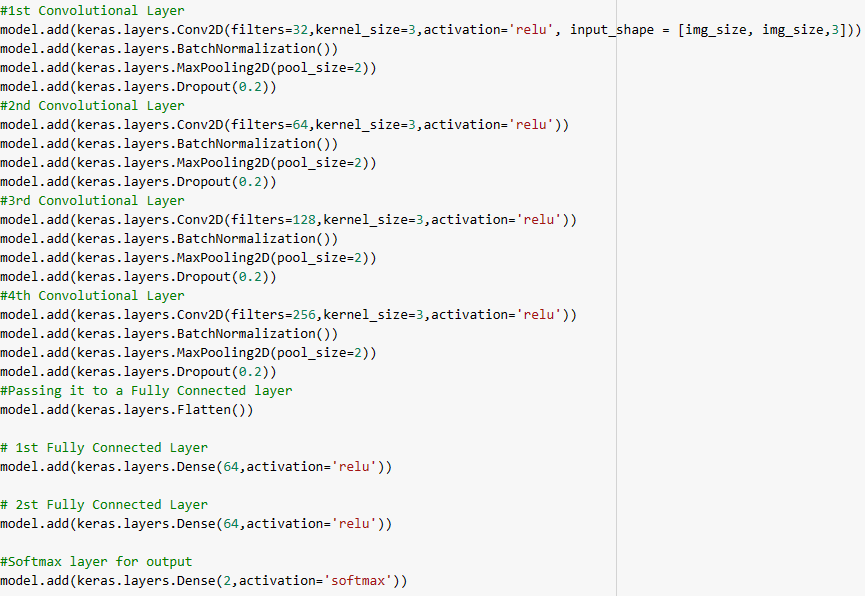 #1st Convolutional Layer
model.add(keras.layers.Conv2D(filters=32,kernel_size=3,activation='relu', input_shape = [img_size, img_size,3]))
model.add(keras.layers.BatchNormalization())
model.add(keras.layers.MaxPooling2D(pool_size=2))
model.add(keras.layers.Dropout(0.2))
#2nd Convolutional Layer
model.add(keras.layers.Conv2D(filters=64,kernel_size=3,activation='relu'))
model.add(keras.layers.BatchNormalization())
model.add(keras.layers.MaxPooling2D(pool_size=2))
model.add(keras.layers.Dropout(0.2))
#3rd Convolutional Layer
model.add(keras.layers.Conv2D(filters=128,kernel_size=3,activation='relu'))
model.add(keras.layers.BatchNormalization())
model.add(keras.layers.MaxPooling2D(pool_size=2))
model.add(keras.layers.Dropout(0.2))
#4th Convolutional Layer
model.add(keras.layers.Conv2D(filters=256,kernel_size=3,activation='relu'))
model.add(keras.layers.BatchNormalization())
model.add(keras.layers.MaxPooling2D(pool_size=2))
model.add(keras.layers.Dropout(0.2))
#Passing it to a Fully Connected layer
model.add(keras.layers.Flatten())
# 1st Fully Connected Layer
model.add(keras.layers.Dense(64,activation='relu'))
# 2st Fully Connected Layer
model.add(keras.layers.Dense(64,activation='relu'))
#Softmax layer for output
model.add(keras.layers.Dense(2,activation='softmax'))